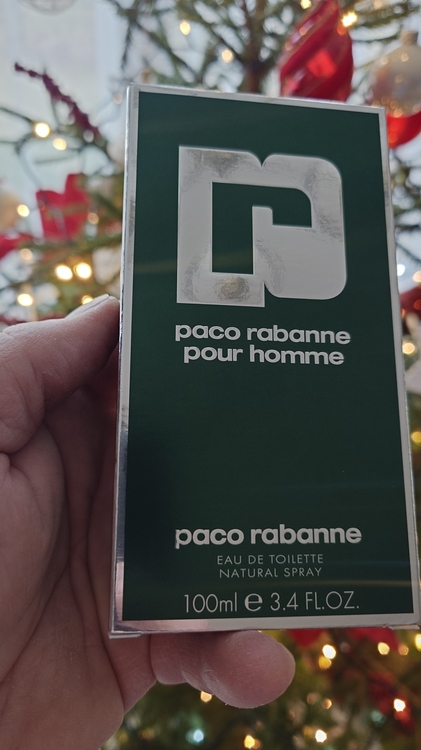 paco rabanne
pour homme
paco rabanne
EAU DE TOILETTE
NATURAL SPRAY
100ml e 3.4 FL.OZ.